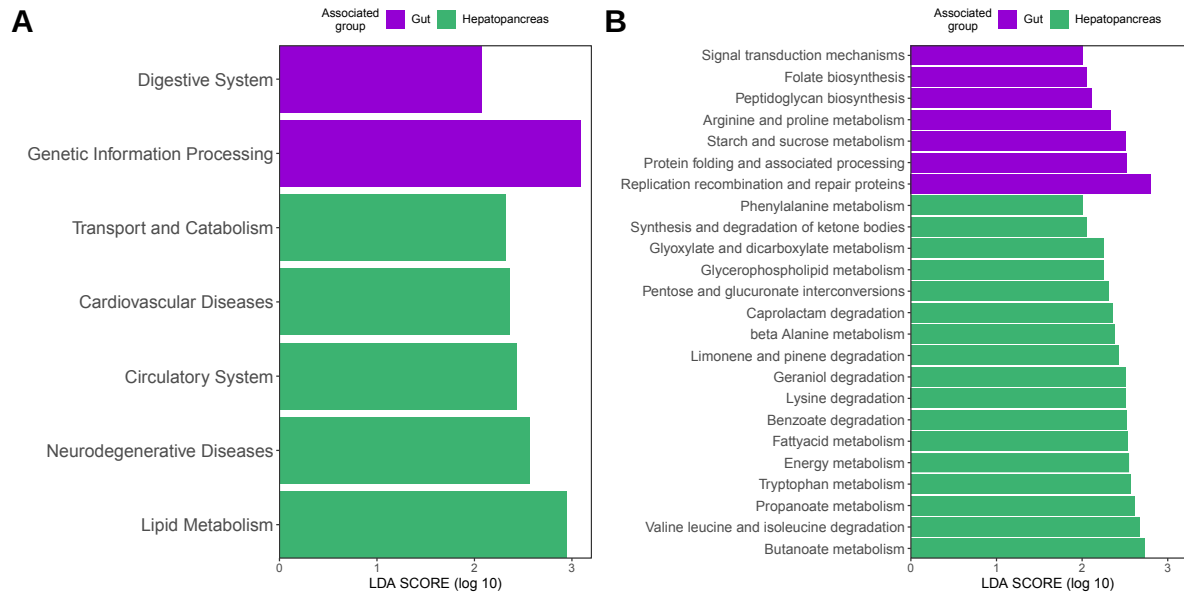 A
Associated
group
Gut
Hepatopancreas
Digestive System
Genetic Information Processing
Transport and Catabolism
Cardiovascular Diseases
Circulatory System
Neurodegenerative Diseases
Lipid Metabolism
0
1
2
3
LDA SCORE (log 10)
B
Associated
group
Gut
Hepatopancreas
Signal transduction mechanisms
Folate biosynthesis
Peptidoglycan biosynthesis
Arginine and proline metabolism
Starch and sucrose metabolism
Protein folding and associated processing
Replication recombination and repair proteins
Phenylalanine metabolism
Synthesis and degradation of ketone bodies
Glyoxylate and dicarboxylate metabolism
Glycerophospholipid metabolism
Pentose and glucuronate interconversions
Caprolactam degradation
beta Alanine metabolism
Limonene and pinene degradation
Geraniol degradation
Lysine degradation
Benzoate degradation
Fattyacid metabolism
Energy metabolism
Tryptophan metabolism
Propanoate metabolism
Valine leucine and isoleucine degradation
Butanoate metabolism
0
1
2
3
LDA SCORE (log 10)